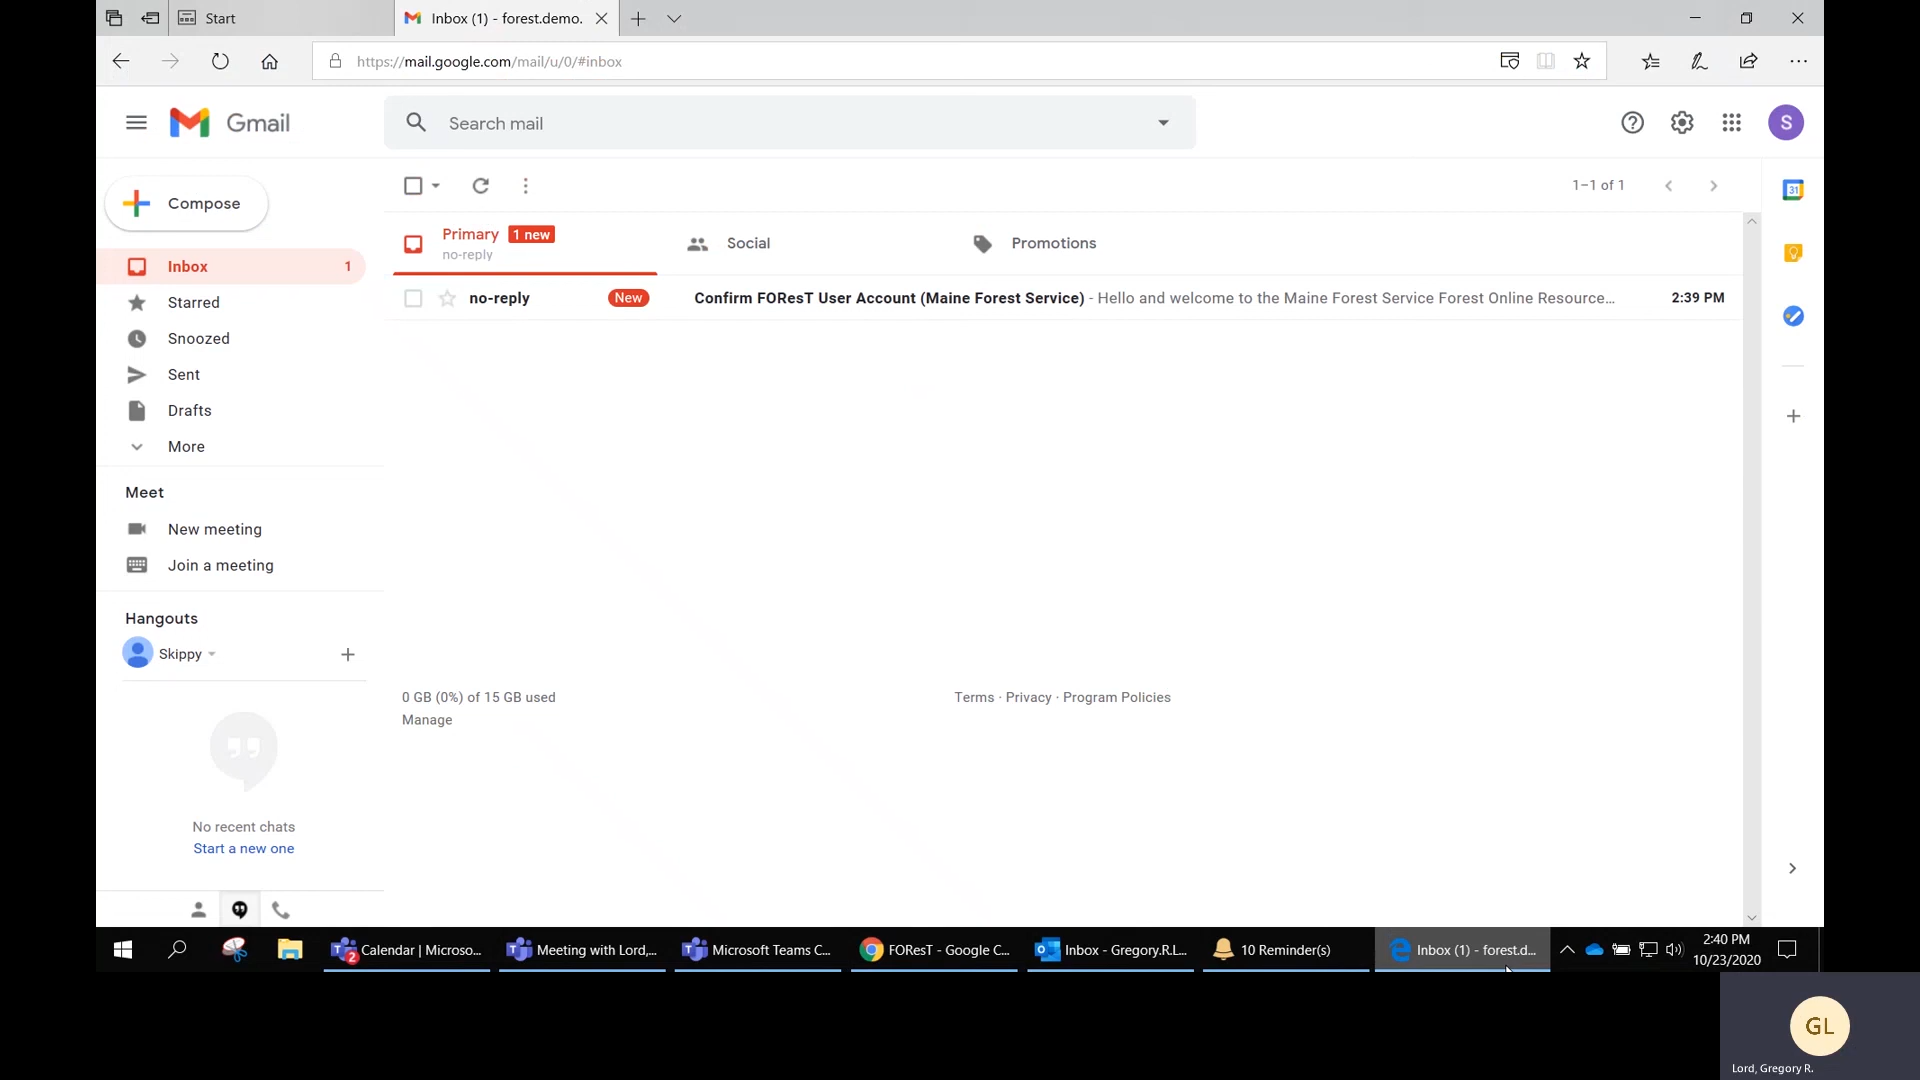 Start
Inbox (1) - forest.demo.
https://mail.google.com/mail/u/0/#inbox
Gmail
Search mail
S
Compose
1–1 of 1
31
Primary
1 new
no-reply
Social
Promotions
Inbox
1
no-reply
New
Confirm FOResT User Account (Maine Forest Service) - Hello and welcome to the Maine Forest Service Forest Online Resource...
2:39 PM
Starred
Snoozed
Sent
Drafts
More
Meet
New meeting
Join a meeting
Hangouts
Skippy
0 GB (0%) of 15 GB used
Manage
Terms · Privacy · Program Policies
No recent chats
Start a new one
2
Calendar | Microso...
Meeting with Lord,...
Microsoft Teams C...
FOResT - Google C...
Inbox - Gregory.R.L...
10 Reminder(s)
Inbox (1) - forest.d...
2:40 PM
10/23/2020
GL
Lord, Gregory R.